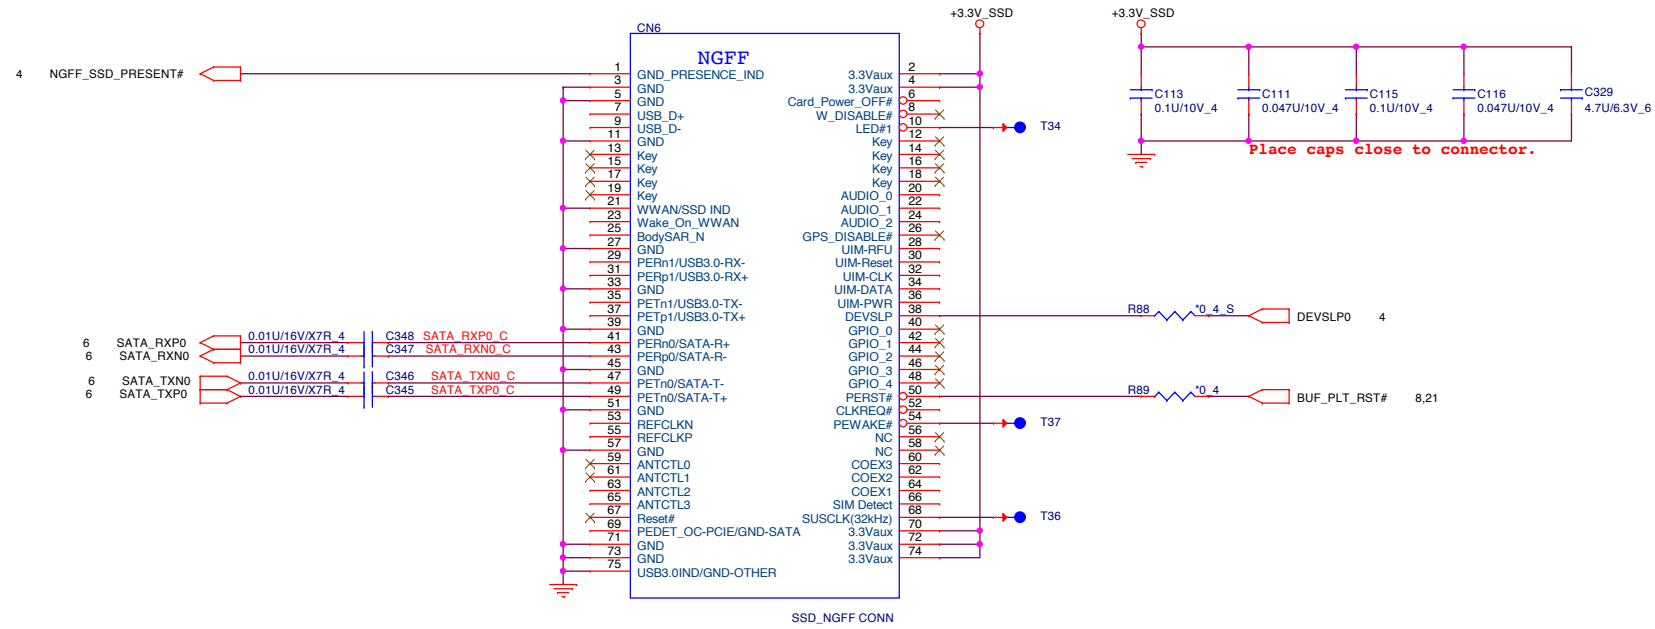 +3.3V_SSD
+3.3V_SSD
CN6
NGFF
4 NGFF_SSD_PRESENT#
1 GND_PRESENCE_IND 3.3Vaux 2
3 GND 3.3Vaux 4
5 GND Card_Power_OFF# 6
7 USB_D+ W_DISABLE# 8
9 USB_D- LED#1 10 T34
11 GND Key 12
13 Key Key 14
15 Key Key 16
17 Key Key 18
19 Key AUDIO_0 20
21 WWAN/SSD IND AUDIO_1 22
23 Wake_On_WWAN AUDIO_2 24
25 BodySAR_N GPS_DISABLE# 26
27 GND UIM-RFU 28
29 PERn1/USB3.0-RX- UIM-Reset 30
31 PERp1/USB3.0-RX+ UIM-CLK 32
33 GND UIM-DATA 34
35 PETn1/USB3.0-TX- UIM-PWR 36
37 PETp1/USB3.0-TX+ DEVSLP 38 R88 *0_4_S DEVSLP0 4
39 GND GPIO_0 40
6 SATA_RXP0 0.01U/16V/X7R_4 C348 SATA_RXP0_C 41 PERn0/SATA-R+ GPIO_1 42
6 SATA_RXN0 0.01U/16V/X7R_4 C347 SATA_RXN0_C 43 PERp0/SATA-R- GPIO_2 44
45 GND GPIO_3 46
6 SATA_TXN0 0.01U/16V/X7R_4 C346 SATA_TXN0_C 47 PETn0/SATA-T- GPIO_4 48
6 SATA_TXP0 0.01U/16V/X7R_4 C345 SATA_TXP0_C 49 PETn0/SATA-T+ PERST# 50 R89 *0_4 BUF_PLT_RST# 8,21
51 GND CLKREQ# 52
53 REFCLKN PEWAKE# 54 T37
55 REFCLKP NC 56
57 GND NC 58
59 ANTCTL0 COEX3 60
61 ANTCTL1 COEX2 62
63 ANTCTL2 COEX1 64
65 ANTCTL3 SIM Detect 66
67 Reset# SUSCLK(32kHz) 68 T36
69 PEDET_OC-PCIE/GND-SATA 3.3Vaux 70
71 GND 3.3Vaux 72
73 GND 3.3Vaux 74
75 USB3.0IND/GND-OTHER
SSD_NGFF CONN
C113 C111 C115 C116 C329
0.1U/10V_4 0.047U/10V_4 0.1U/10V_4 0.047U/10V_4 4.7U/6.3V_6
Place caps close to connector.